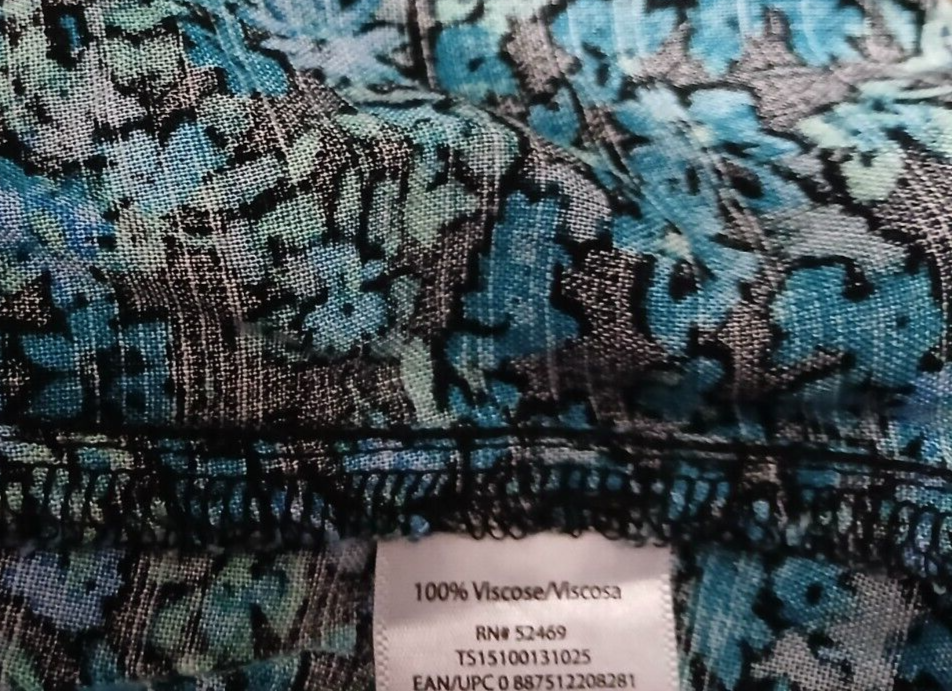 100% Viscose/Viscosa
RN# 52469
TS15100131025
EAN/UPC 0 887512208281